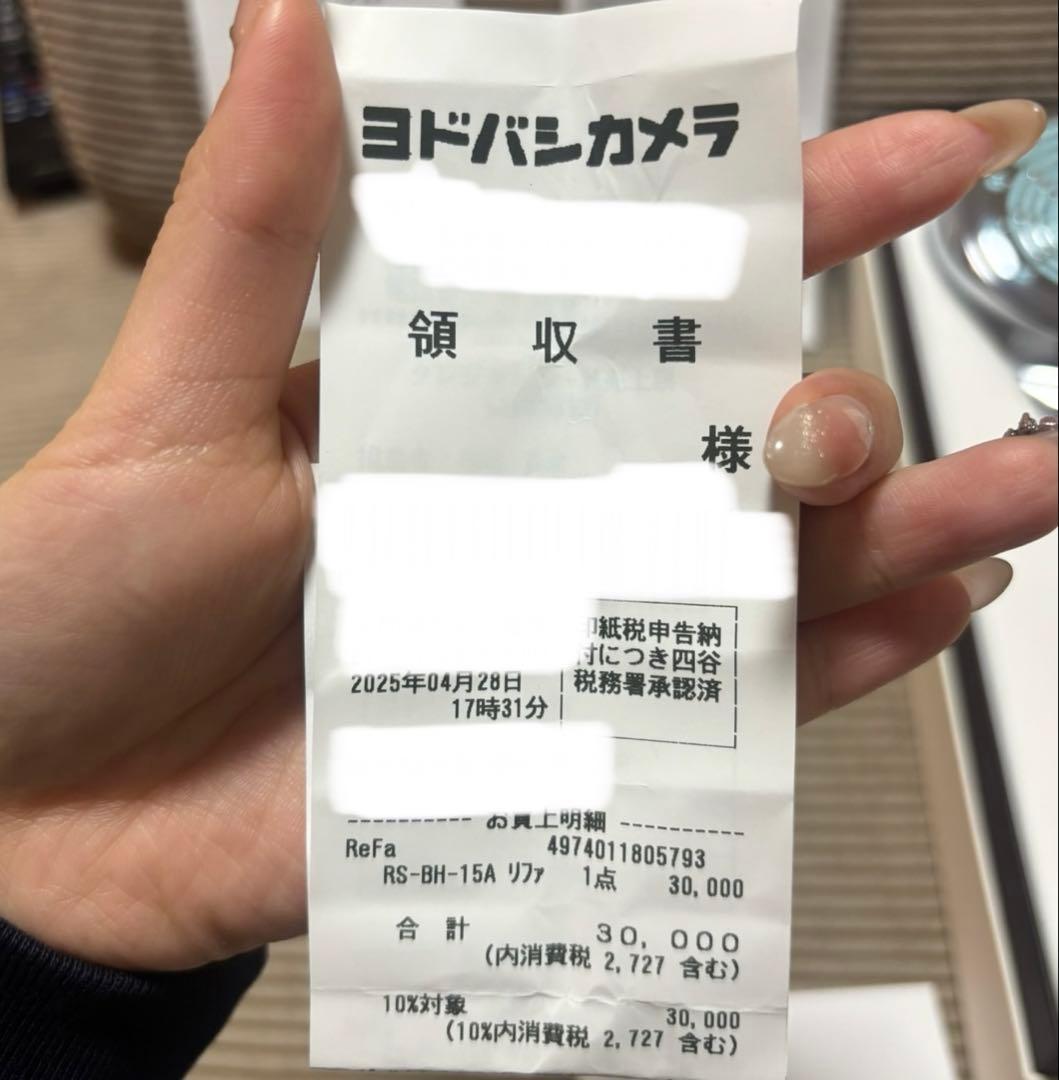 ヨドバシカメラ
領 収 書
様
印紙税申告納
付につき四谷
税務署承認済
2025年04月28日
17時31分
---------- お買上明細 ----------
ReFa 4974011805793
RS-BH-15A リファ 1点 30,000
合 計 30,000
(内消費税 2,727 含む)
10%対象 30,000
(10%内消費税 2,727 含む)